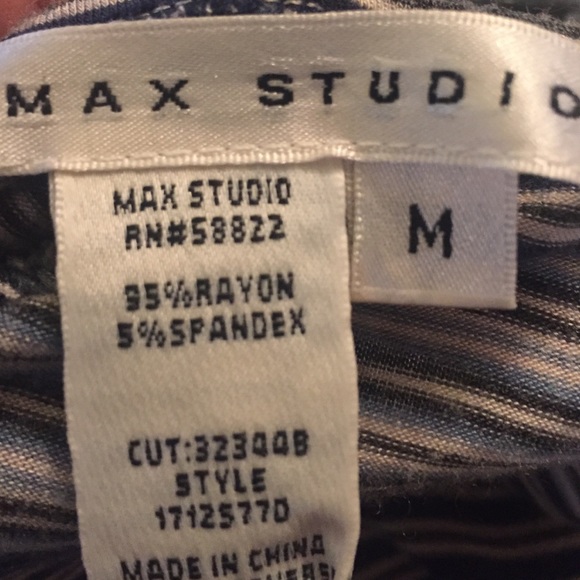 MAX STUDIO
MAX STUDIO
RN#58822
M
95%RAYON
5%SPANDEX
CUT:32344B
STYLE
1712577D
MADE IN CHINA